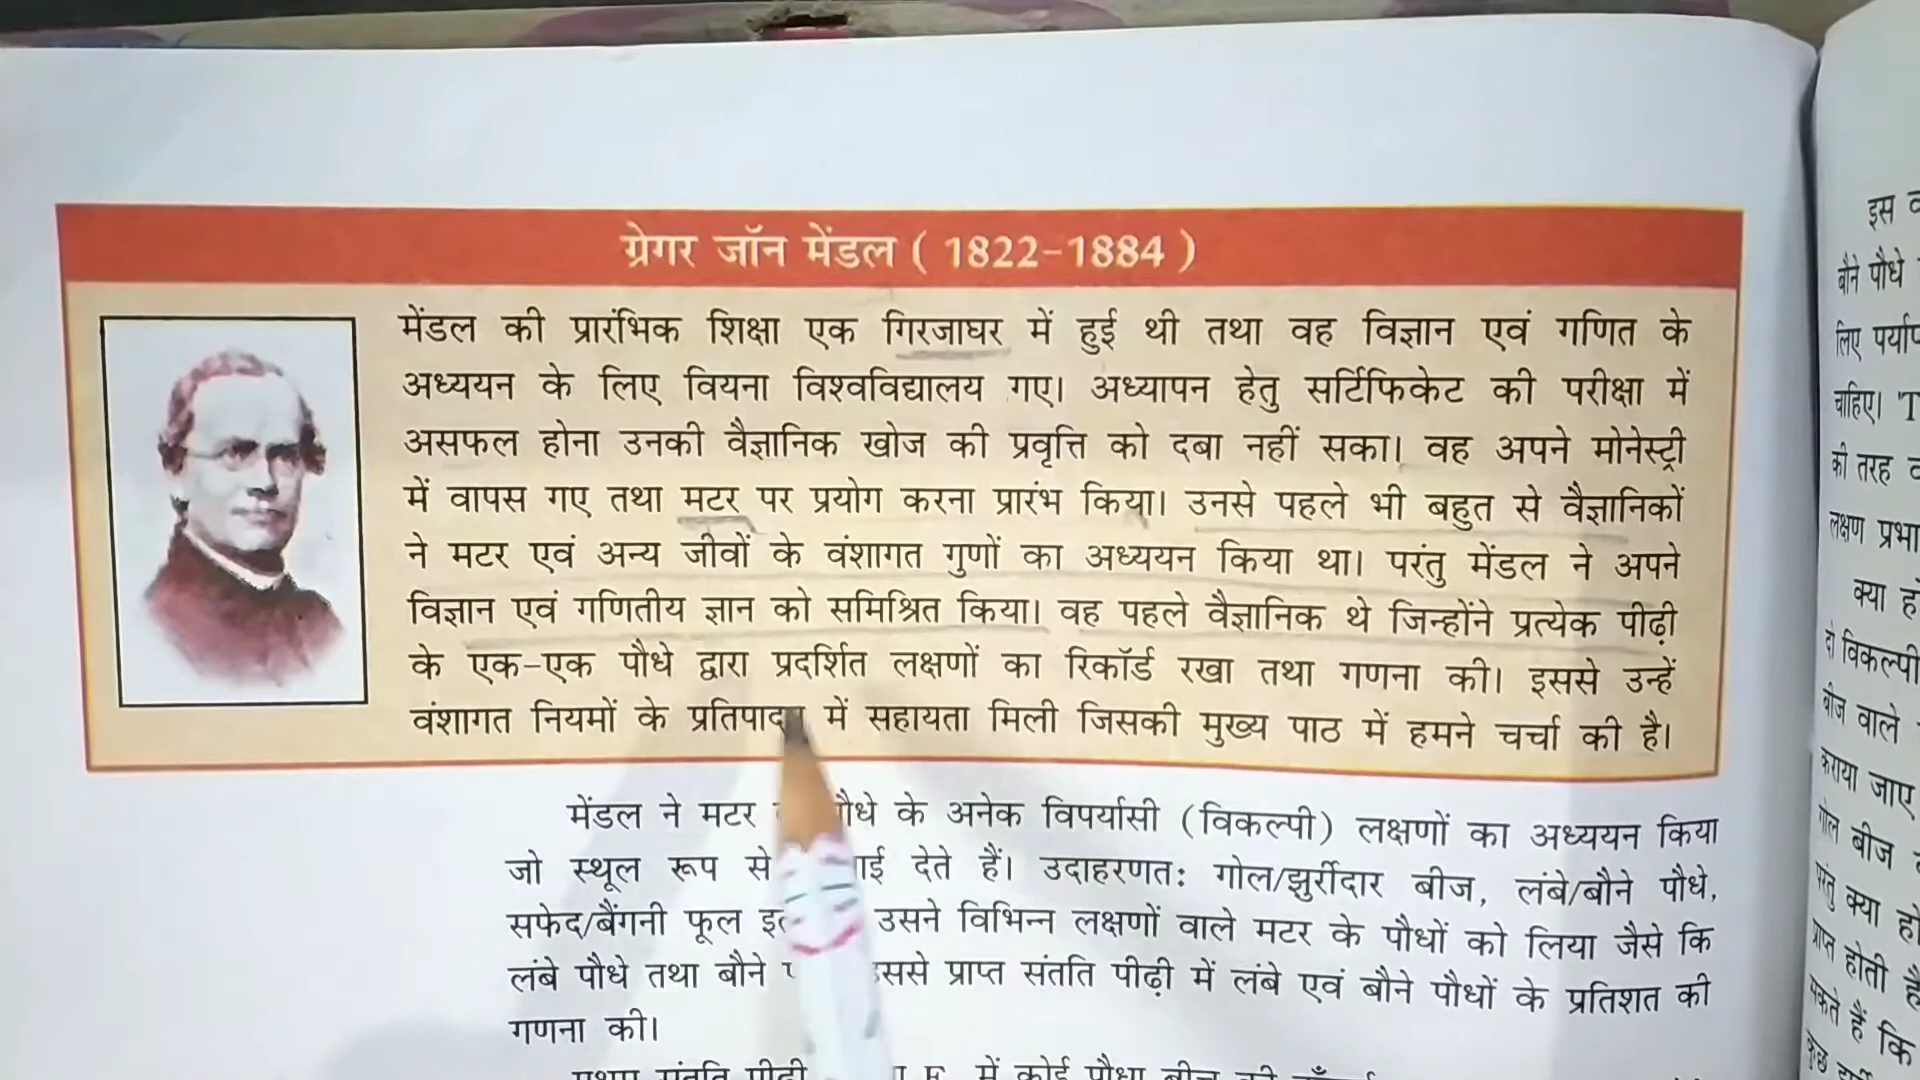 ग्रेगर जॉन मेंडल ( 1822-1884 )
मेंडल की प्रारंभिक शिक्षा एक गिरजाघर में हुई थी तथा वह विज्ञान एवं गणित के
अध्ययन के लिए वियना विश्वविद्यालय गए। अध्यापन हेतु सर्टिफिकेट की परीक्षा में
असफल होना उनकी वैज्ञानिक खोज की प्रवृत्ति को दबा नहीं सका। वह अपने मोनेस्ट्री
में वापस गए तथा मटर पर प्रयोग करना प्रारंभ किया। उनसे पहले भी बहुत से वैज्ञानिकों
ने मटर एवं अन्य जीवों के वंशागत गुणों का अध्ययन किया था। परंतु मेंडल ने अपने
विज्ञान एवं गणितीय ज्ञान को समिश्रित किया। वह पहले वैज्ञानिक थे जिन्होंने प्रत्येक पीढ़ी
के एक-एक पौधे द्वारा प्रदर्शित लक्षणों का रिकॉर्ड रखा तथा गणना की। इससे उन्हें
वंशागत नियमों के प्रतिपादन में सहायता मिली जिसकी मुख्य पाठ में हमने चर्चा की है।
मेंडल ने मटर पौधे के अनेक विपर्यासी (विकल्पी) लक्षणों का अध्ययन किया
जो स्थूल रूप से देते हैं। उदाहरणत: गोल/झुर्रीदार बीज, लंबे/बौने पौधे,
सफेद/बैंगनी फूल उसने विभिन्न लक्षणों वाले मटर के पौधों को लिया जैसे कि
लंबे पौधे तथा बौने प्राप्त संतति पीढ़ी में लंबे एवं बौने पौधों के प्रतिशत की
गणना की।
में कोई पौधा बीच की
इस
बौने पौधे
लिए
चाहिए।
की तरह
लक्षण
क्या
दो विकल्पी
बीज वाले
कराया जाए
गोल बीज
परंतु क्या
प्राप्त होती
सकते हैं कि
कुछ